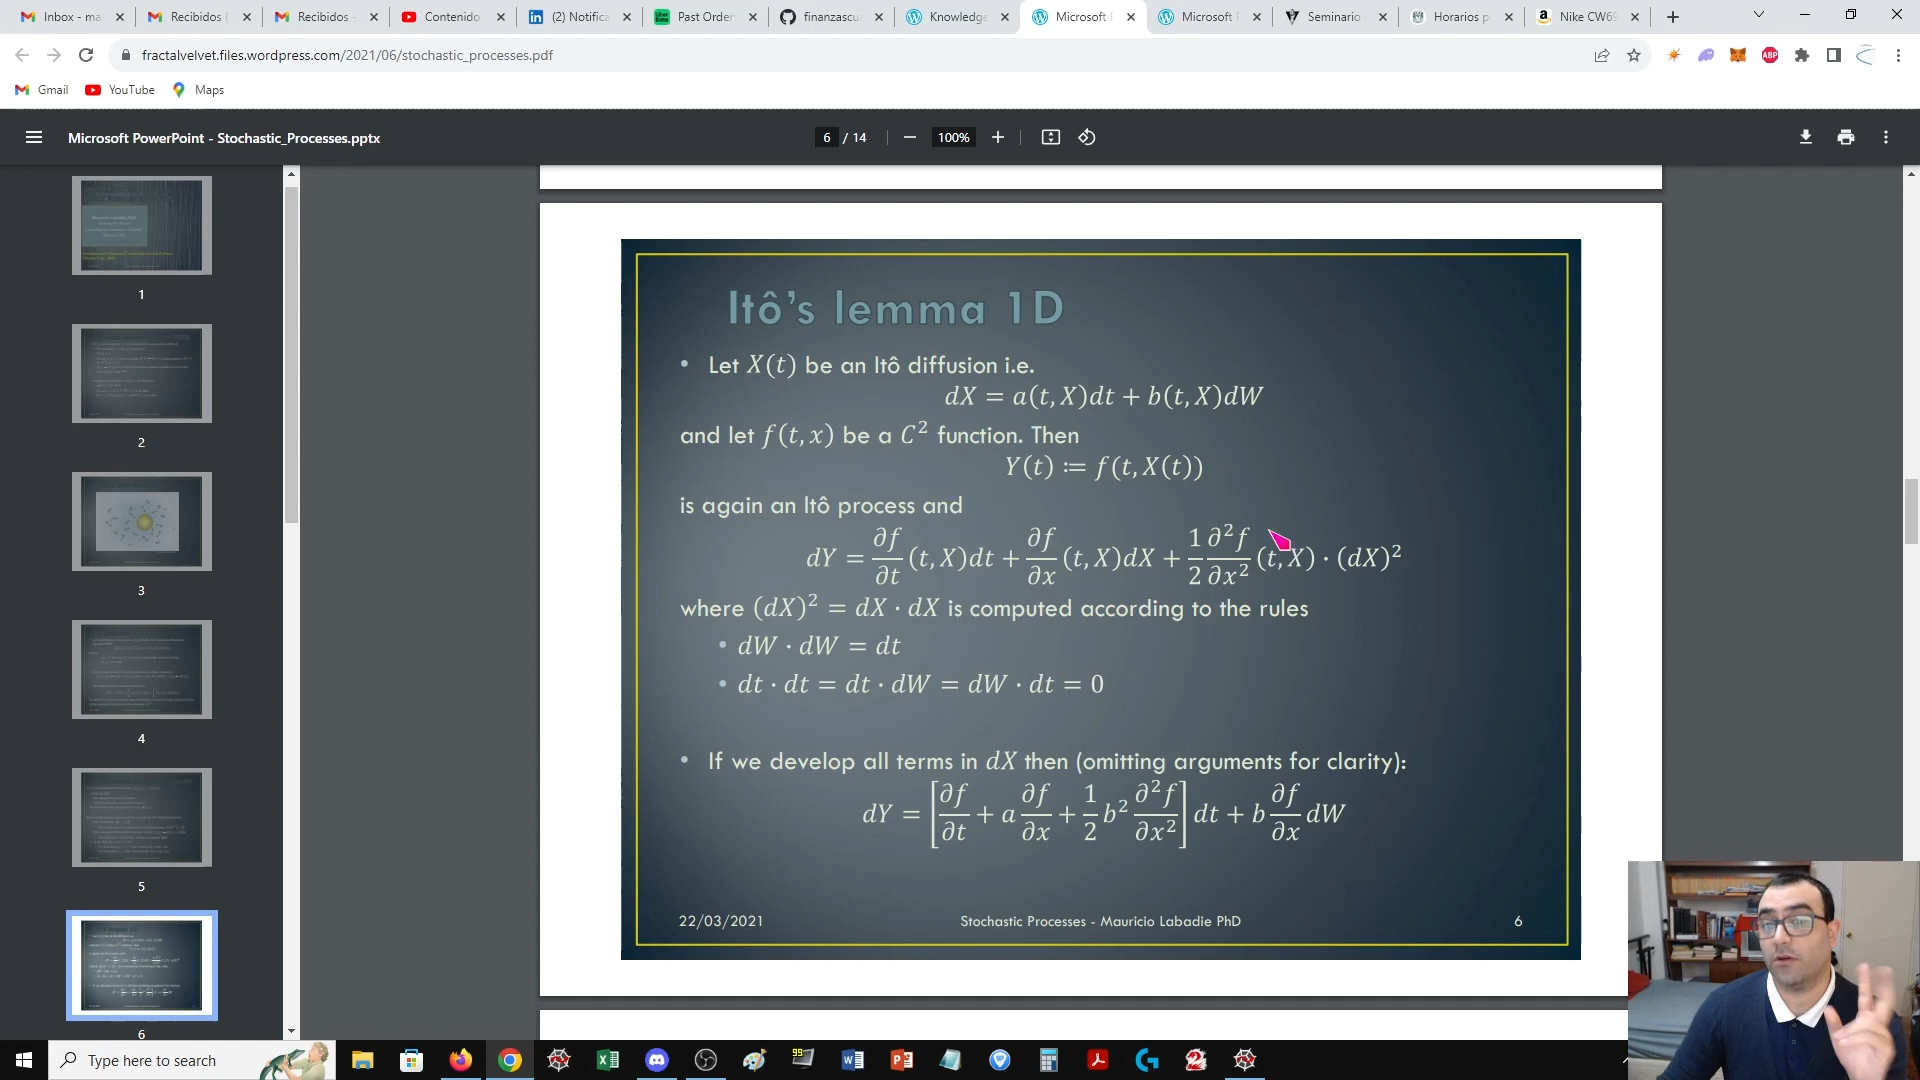 Inbox - ma
Recibidos (
Recibidos -
Contenido
(2) Notifica
Past Order
finanzascu
Knowledge
Microsoft P
Microsoft P
Seminario
Horarios p
Nike CW6
fractalvelvet.files.wordpress.com/2021/06/stochastic_processes.pdf
ABP
Gmail
YouTube
Maps
Microsoft PowerPoint - Stochastic_Processes.pptx
6 / 14
100%
1
2
3
4
5
6
Itô's lemma 1D
• Let X(t) be an Itô diffusion i.e.
dX = a(t, X)dt + b(t, X)dW
and let f(t, x) be a C² function. Then
Y(t) ≔ f(t, X(t))
is again an Itô process and
dY = ∂f/∂t (t, X)dt + ∂f/∂x (t, X)dX + 1/2 ∂²f/∂x² (t, X) · (dX)²
where (dX)² = dX · dX is computed according to the rules
• dW · dW = dt
• dt · dt = dt · dW = dW · dt = 0
• If we develop all terms in dX then (omitting arguments for clarity):
dY = [∂f/∂t + a ∂f/∂x + 1/2 b² ∂²f/∂x²] dt + b ∂f/∂x dW
22/03/2021
Stochastic Processes - Mauricio Labadie PhD
6
Type here to search
99